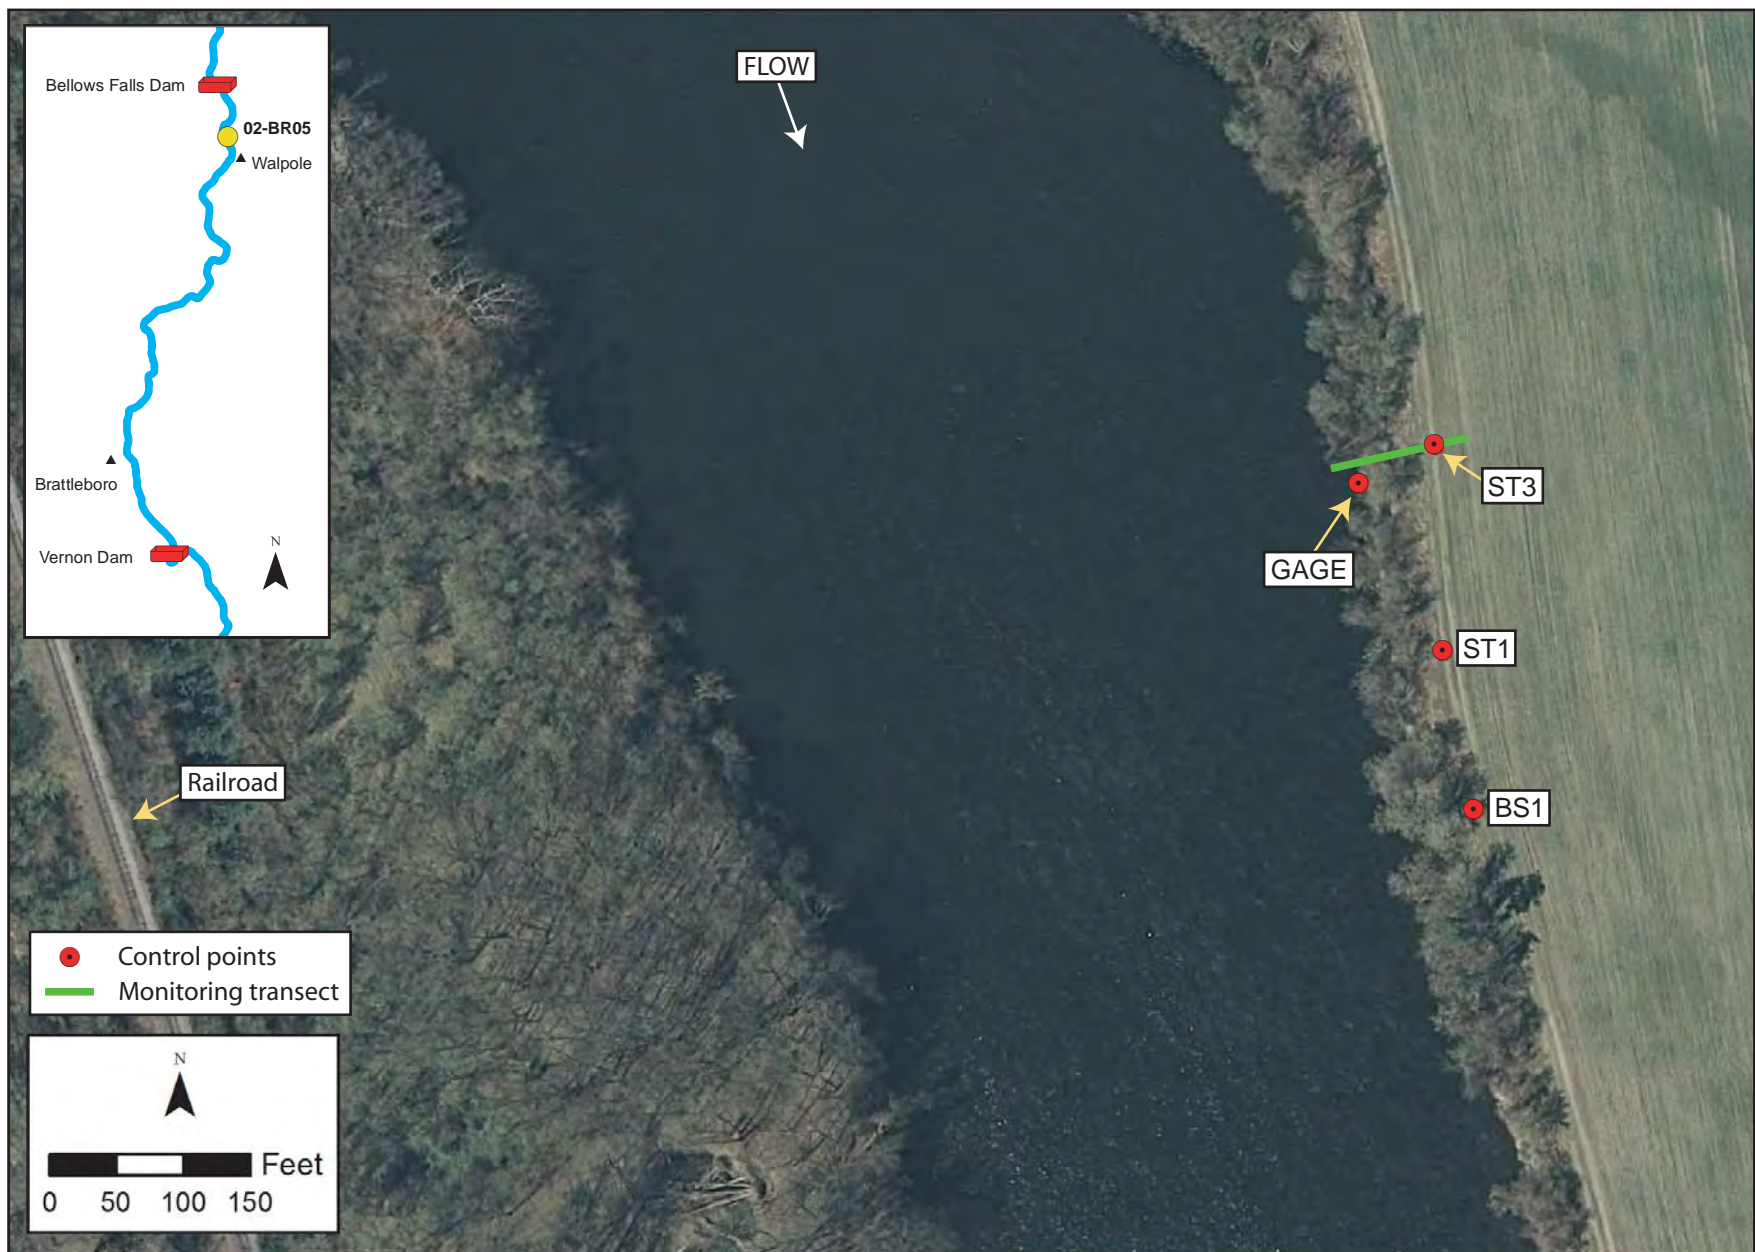 FLOW
Bellows Falls Dam
02-BR05
Walpole
Brattleboro
Vernon Dam
N
ST3
GAGE
ST1
BS1
Railroad
Control points
Monitoring transect
N
Feet
0 50 100 150